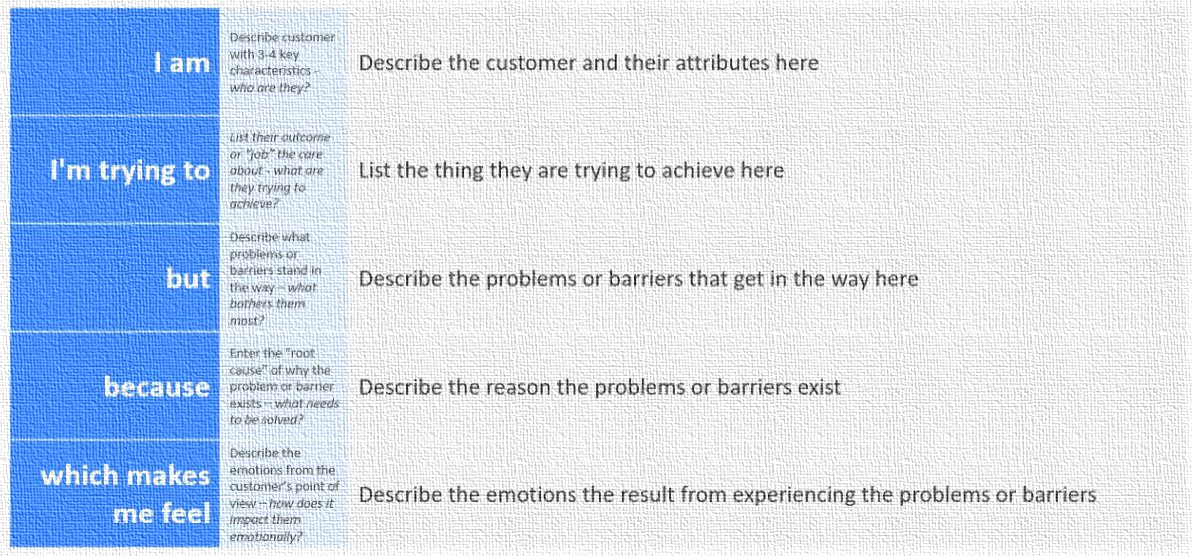 I am
Describe customer
with 3-4 key
characteristics -
who are they?
Describe the customer and their attributes here
I'm trying to
List their outcome
or "job" the care
about - what are
they trying to
achieve?
List the thing they are trying to achieve here
but
Describe what
problems or
barriers stand in
the way – what
bothers them
most?
Describe the problems or barriers that get in the way here
because
Enter the "root
cause" of why the
problem or barrier
exists – what needs
to be solved?
Describe the reason the problems or barriers exist
which makes
me feel
Describe the
emotions from the
customer's point of
view – how does it
impact them
emotionally?
Describe the emotions the result from experiencing the problems or barriers